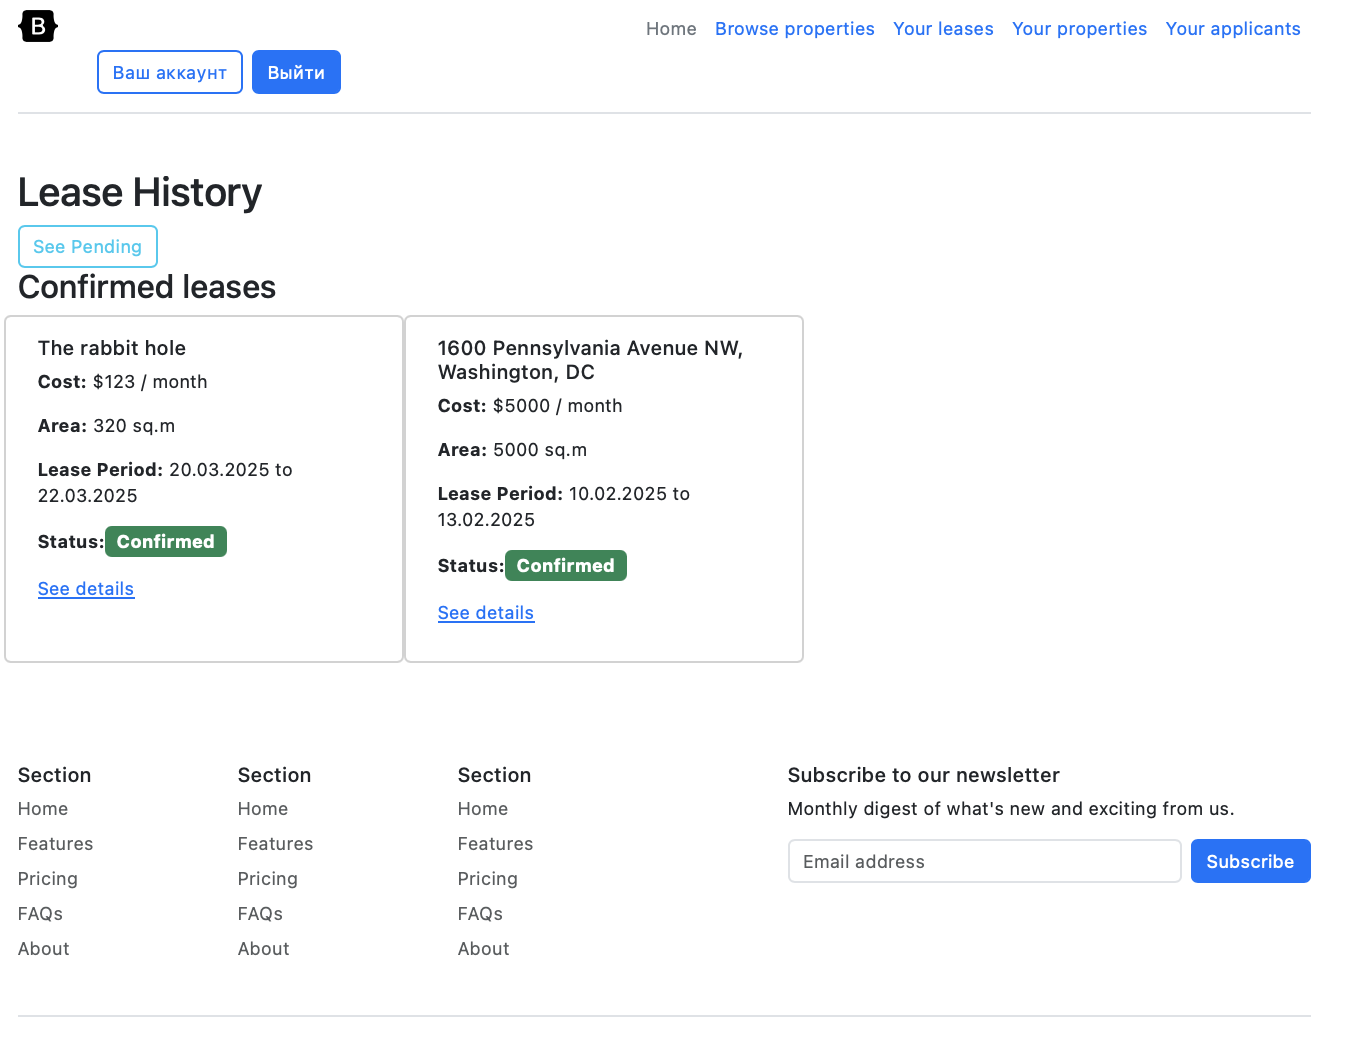 B
Home Browse properties Your leases Your properties Your applicants
Ваш аккаунт Выйти
Lease History
See Pending
Confirmed leases
The rabbit hole
Cost: $123 / month
Area: 320 sq.m
Lease Period: 20.03.2025 to
22.03.2025
Status: Confirmed
See details
1600 Pennsylvania Avenue NW,
Washington, DC
Cost: $5000 / month
Area: 5000 sq.m
Lease Period: 10.02.2025 to
13.02.2025
Status: Confirmed
See details
Section
Home
Features
Pricing
FAQs
About
Section
Home
Features
Pricing
FAQs
About
Section
Home
Features
Pricing
FAQs
About
Subscribe to our newsletter
Monthly digest of what's new and exciting from us.
Email address Subscribe